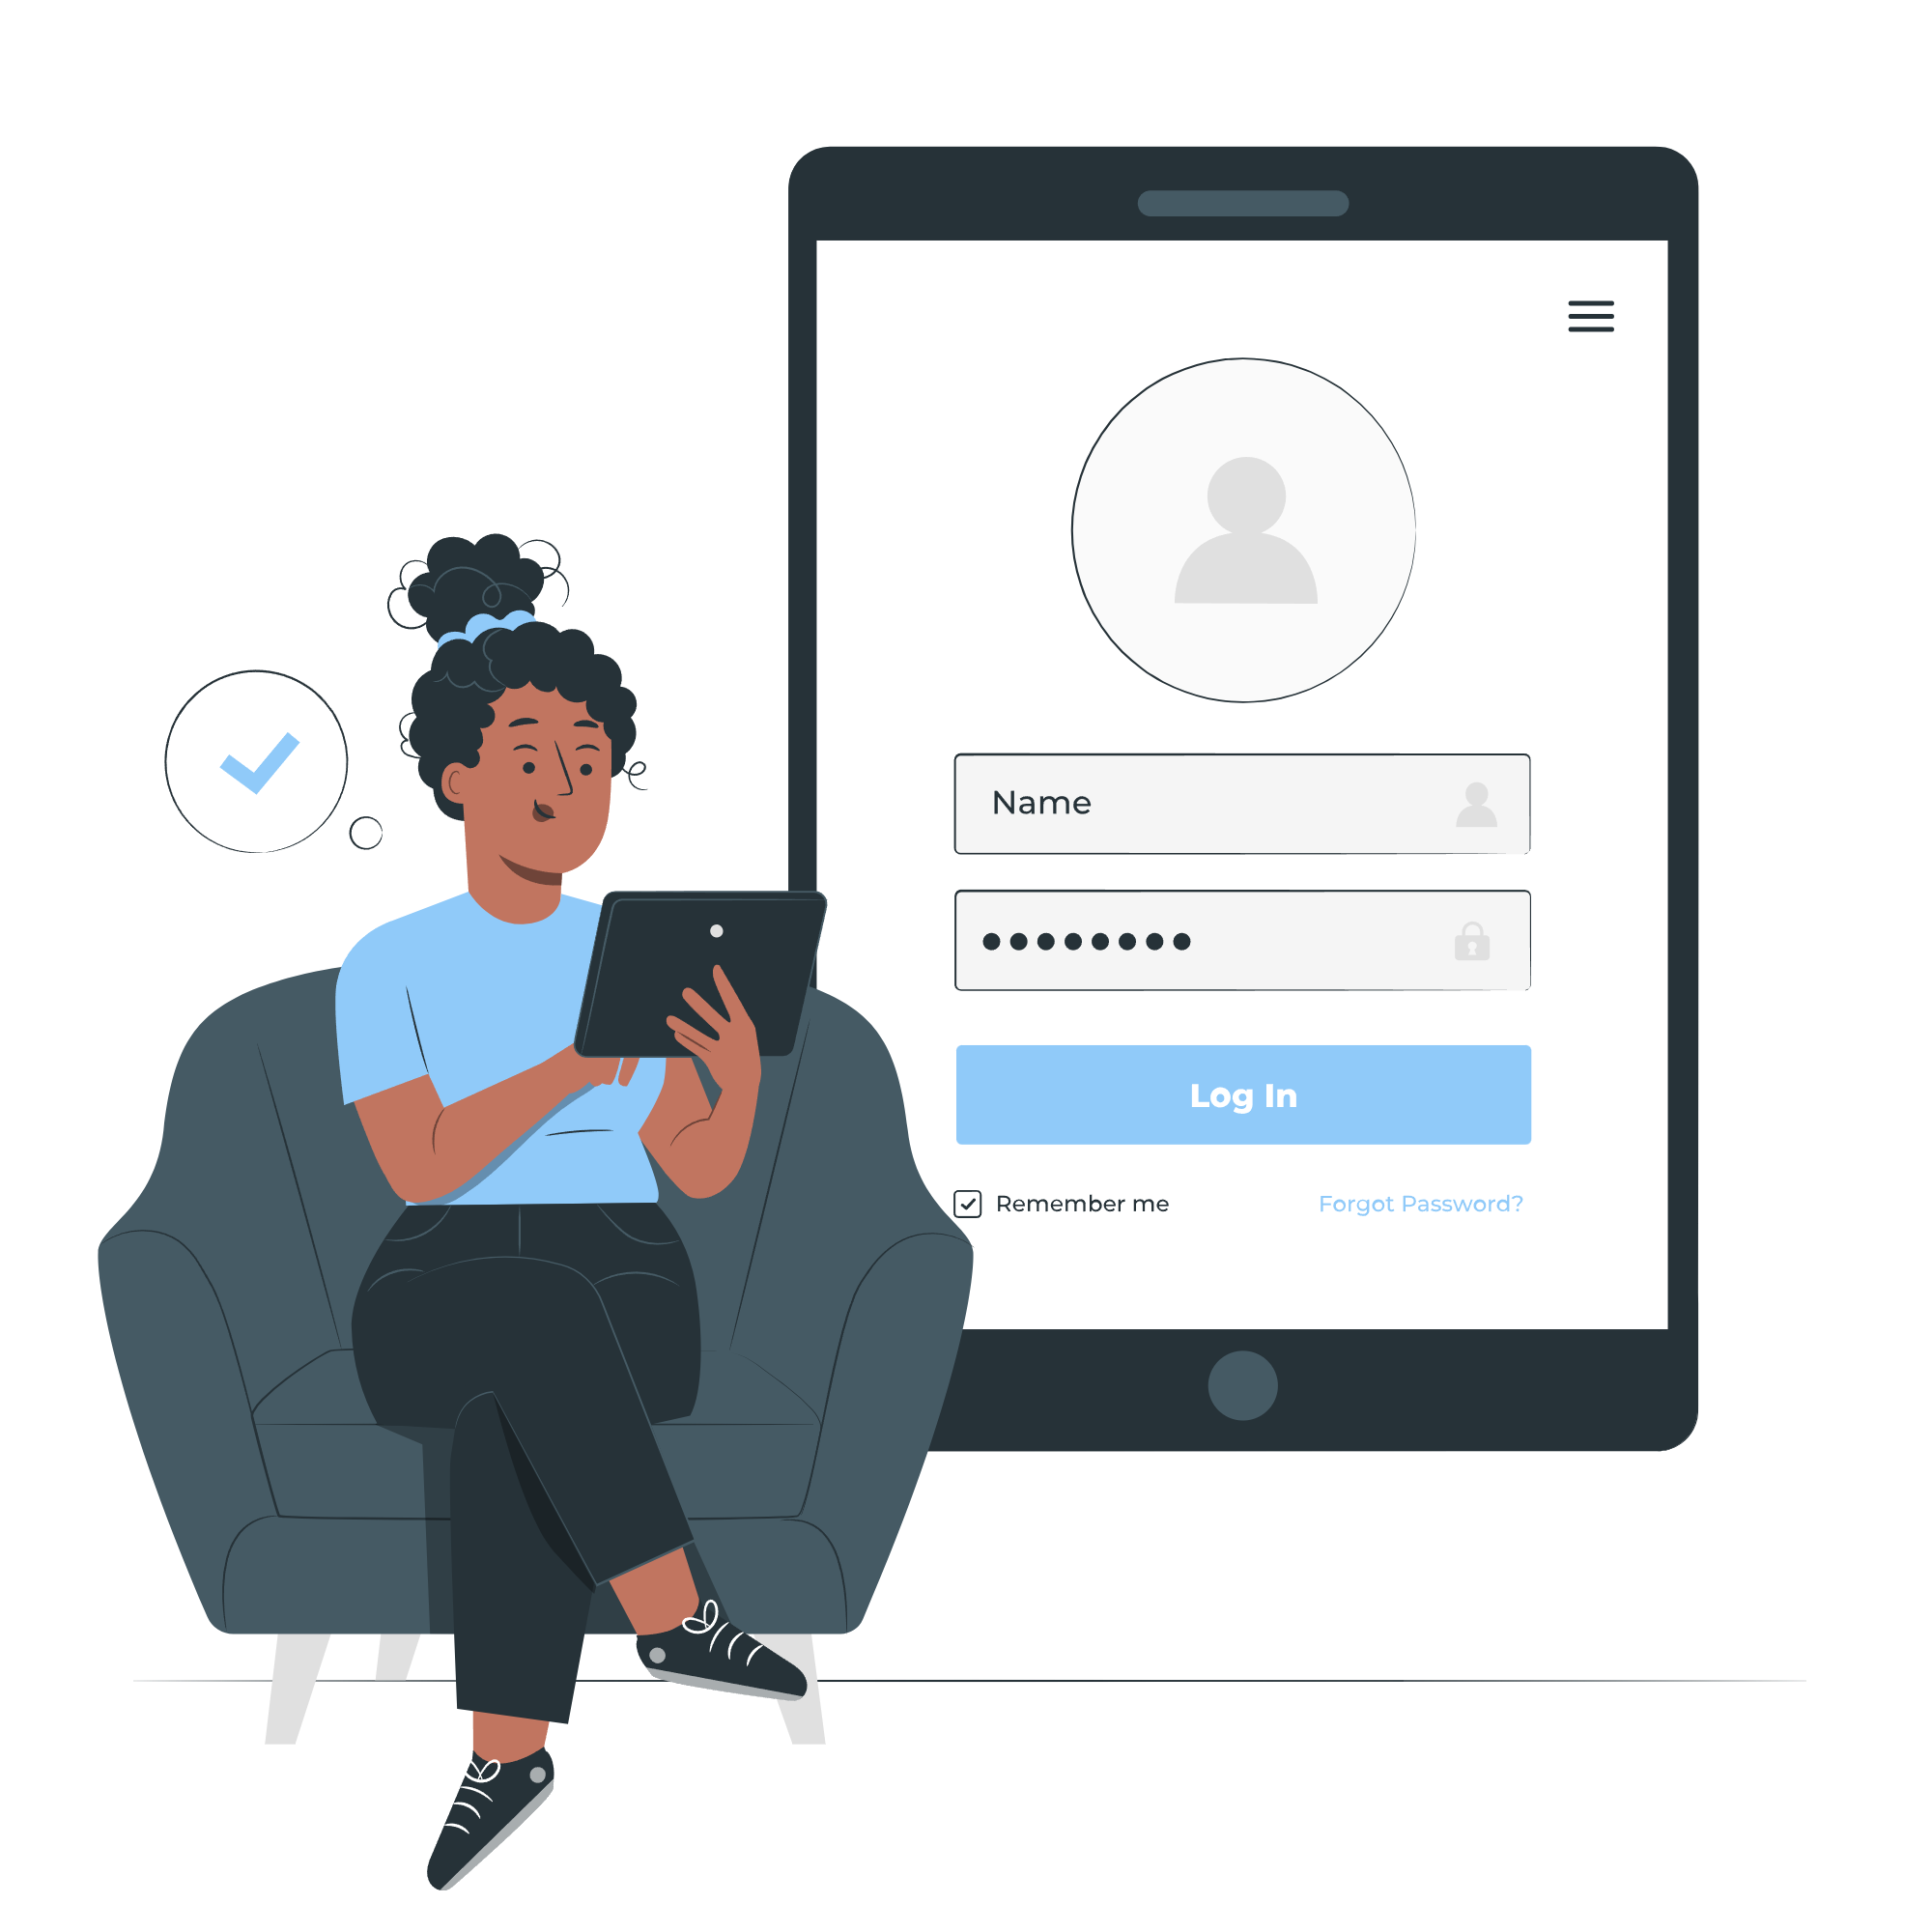 Name
••••••••
Log In
Remember me
Forgot Password?